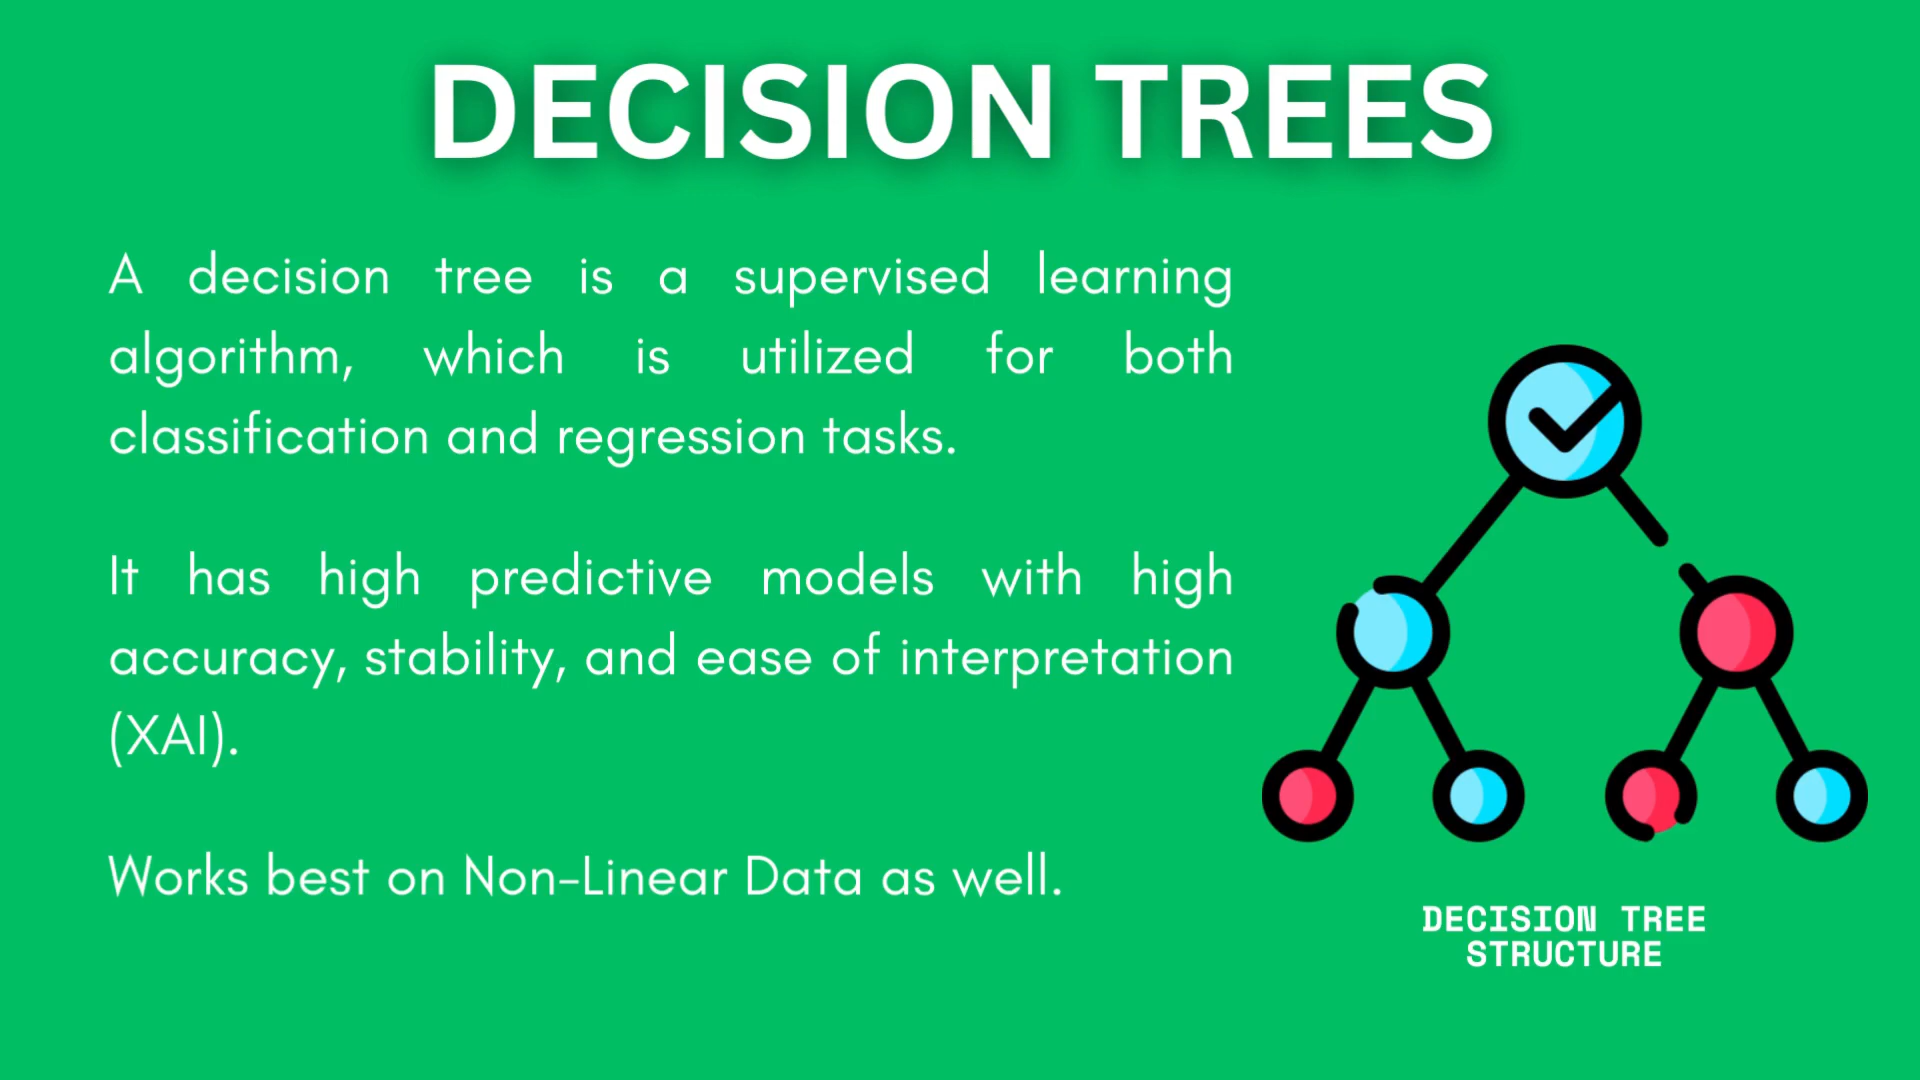 DECISION TREES
A decision tree is a supervised learning
algorithm, which is utilized for both
classification and regression tasks.
It has high predictive models with high
accuracy, stability, and ease of interpretation
(XAI).
Works best on Non-Linear Data as well.
DECISION TREE
STRUCTURE